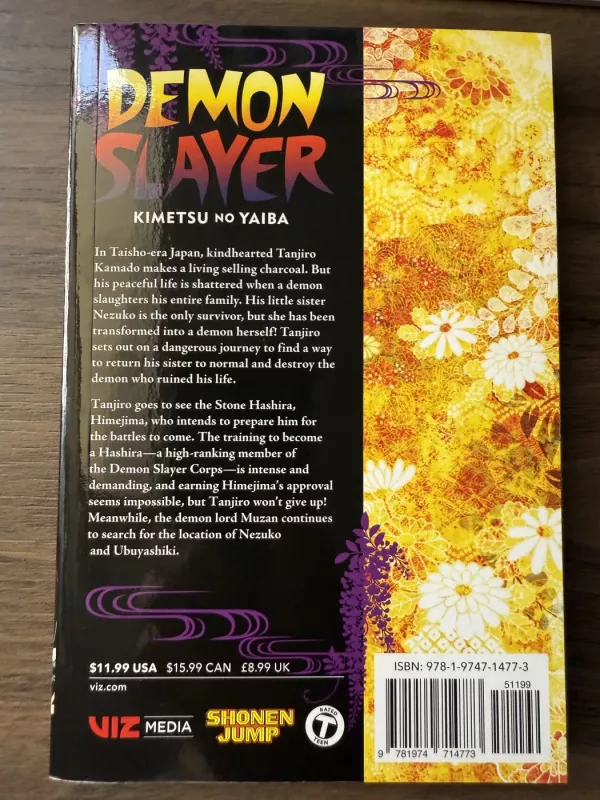 DEMON
SLAYER
KIMETSU NO YAIBA
In Taisho-era Japan, kindhearted Tanjiro
Kamado makes a living selling charcoal. But
his peaceful life is shattered when a demon
slaughters his entire family. His little sister
Nezuko is the only survivor, but she has been
transformed into a demon herself! Tanjiro
sets out on a dangerous journey to find a way
to return his sister to normal and destroy the
demon who ruined his life.
Tanjiro goes to see the Stone Hashira,
Himejima, who intends to prepare him for
the battles to come. The training to become
a Hashira—a high-ranking member of
the Demon Slayer Corps—is intense and
demanding, and earning Himejima's approval
seems impossible, but Tanjiro won't give up!
Meanwhile, the demon lord Muzan continues
to search for the location of Nezuko
and Ubuyashiki.
$11.99 USA $15.99 CAN £8.99 UK
viz.com
VIZ MEDIA
SHONEN
JUMP
RATED
T
TEEN
ISBN: 978-1-9747-1477-3
51199
9 781974 714773